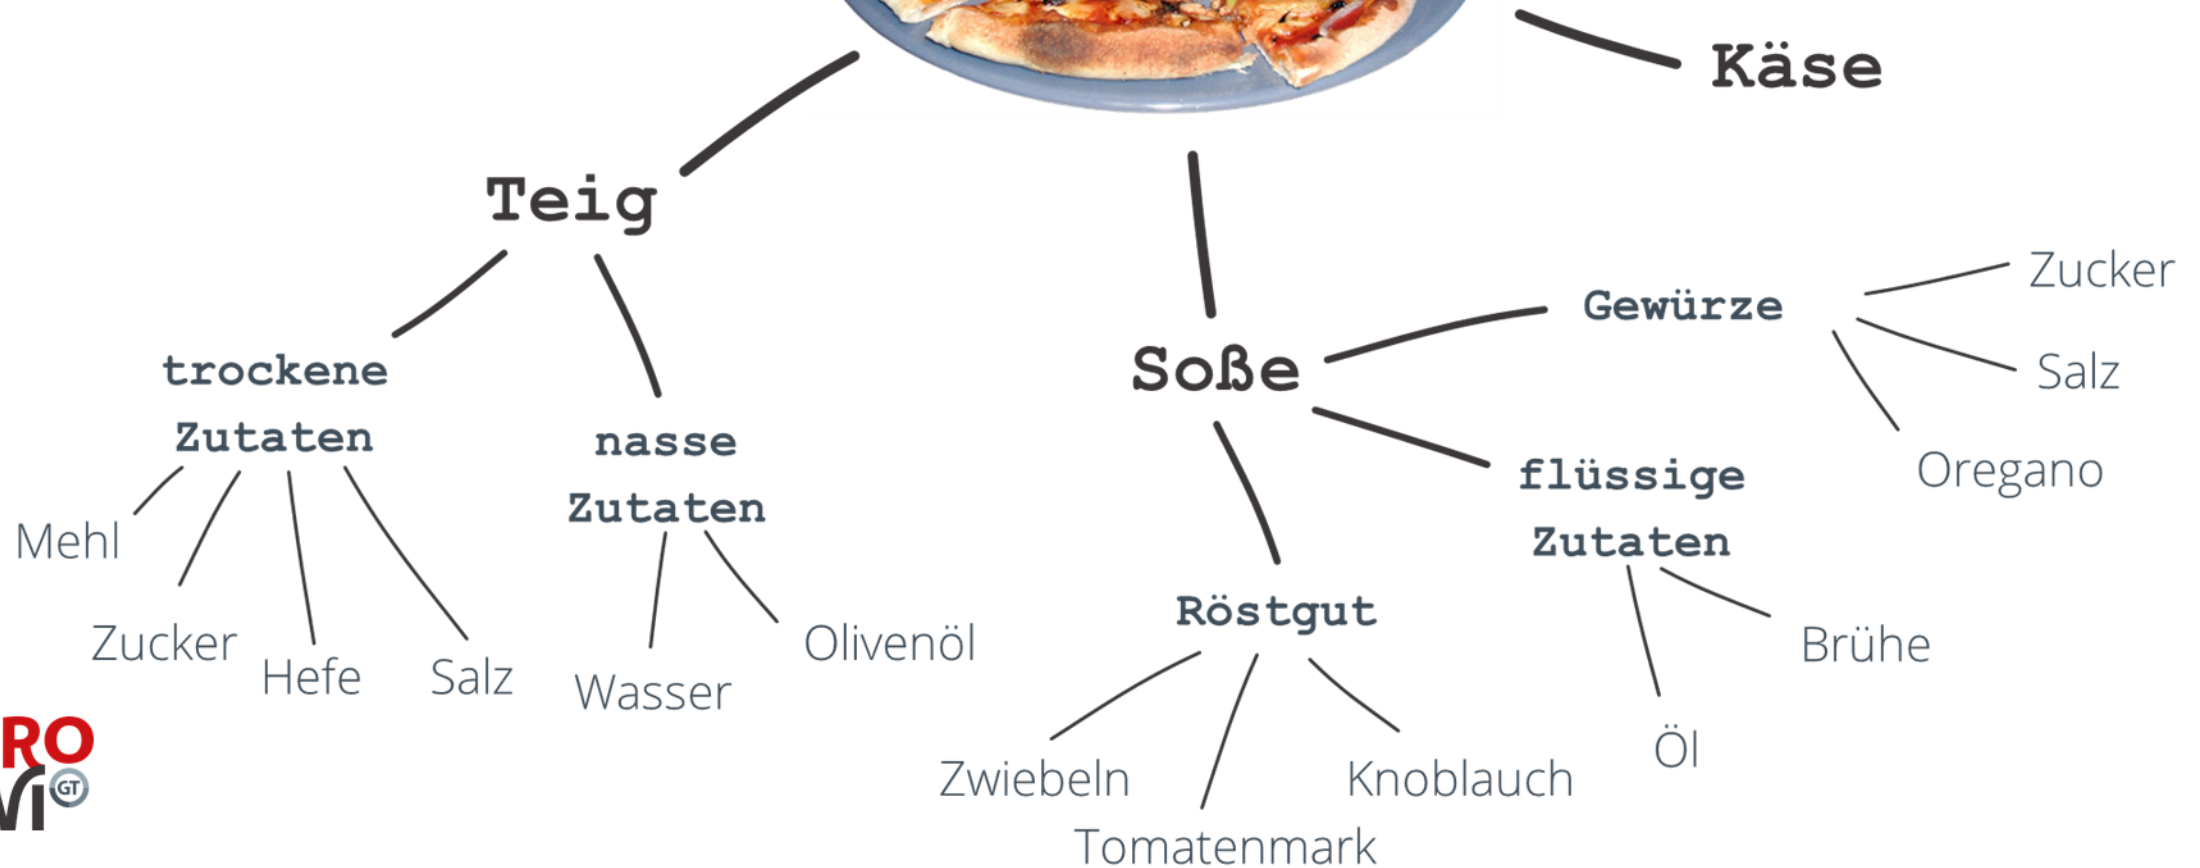 Käse
Teig
Soße
Gewürze
Zucker
Salz
Oregano
trockene
Zutaten
Mehl
Zucker
Hefe
Salz
nasse
Zutaten
Wasser
Olivenöl
Röstgut
Zwiebeln
Tomatenmark
Knoblauch
flüssige
Zutaten
Öl
Brühe
RO
VI
GT